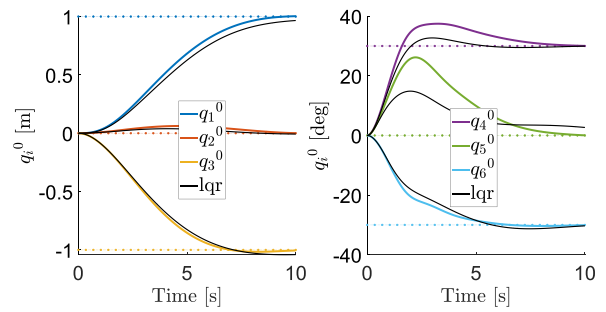 1
0.5
0
-0.5
-1
0
5
10
Time [s]
q_i^0 [m]
q_1^0
q_2^0
q_3^0
lqr
40
20
0
-20
-40
0
5
10
Time [s]
q_i^0 [deg]
q_4^0
q_5^0
q_6^0
lqr